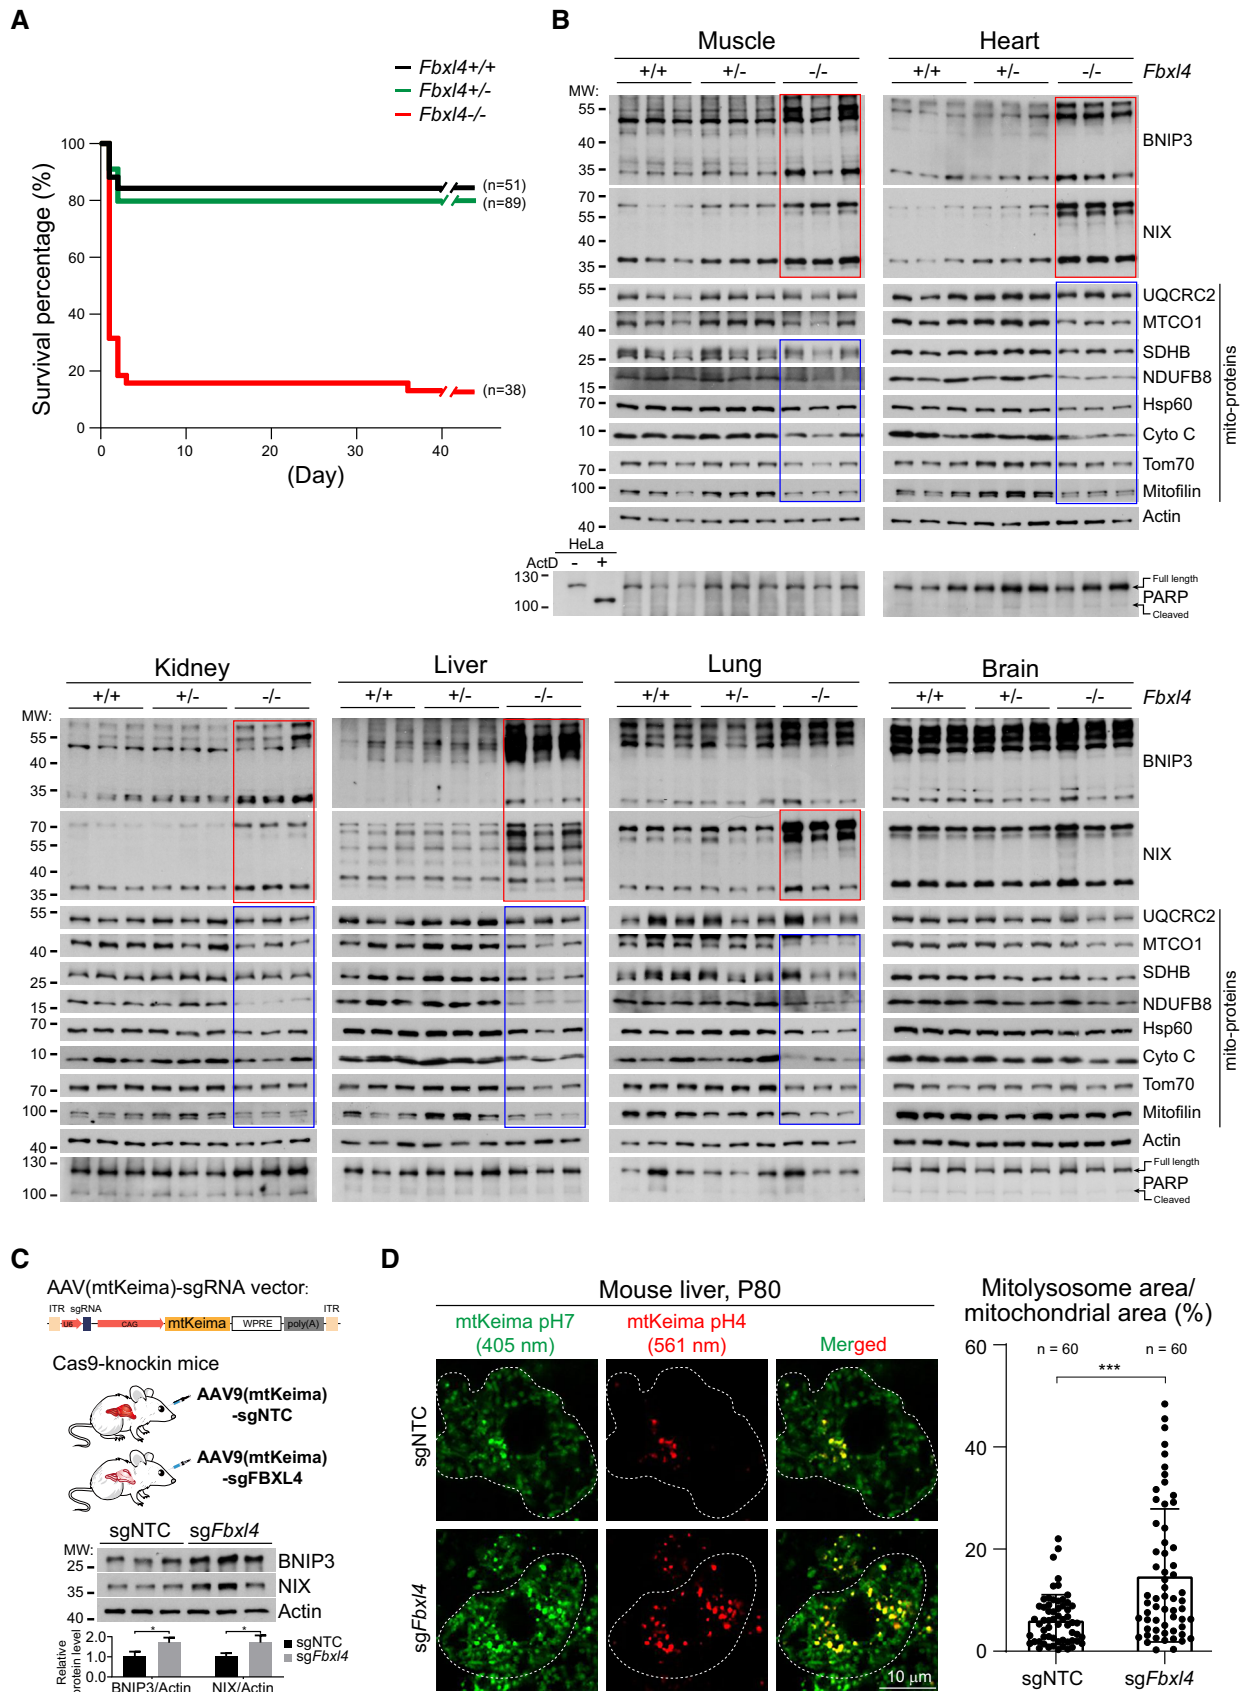 A
Fbxl4+/+
Fbxl4+/-
Fbxl4-/-
Survival percentage (%)
100
80
60
40
20
0
(n=51)
(n=89)
(n=38)
0 10 20 30 40
(Day)
B
Muscle Heart
+/+ +/- -/- +/+ +/- -/- Fbxl4
MW:
55
40
35
BNIP3
70
55
40
35
NIX
55
UQCRC2
40
MTCO1
25
SDHB
15
NDUFB8
70
Hsp60
10
Cyto C
70
Tom70
100
Mitofilin
40
Actin
mito-proteins
HeLa
ActD - +
130
100
Full length
PARP
Cleaved
Kidney Liver Lung Brain
+/+ +/- -/- +/+ +/- -/- +/+ +/- -/- +/+ +/- -/- Fbxl4
MW:
55
40
35
BNIP3
70
55
40
35
NIX
55
UQCRC2
40
MTCO1
25
SDHB
15
NDUFB8
70
Hsp60
10
Cyto C
70
Tom70
100
Mitofilin
40
Actin
mito-proteins
130
100
Full length
PARP
Cleaved
C
AAV(mtKeima)-sgRNA vector:
ITR sgRNA ITR
U6 CAG mtKeima WPRE poly(A)
Cas9-knockin mice
AAV9(mtKeima)
-sgNTC
AAV9(mtKeima)
-sgFBXL4
sgNTC sgFbxl4
MW:
25
BNIP3
35
NIX
40
Actin
Relative
protein level
2.0
1.0
0.0
* *
sgNTC
sgFbxl4
BNIP3/Actin NIX/Actin
D
Mouse liver, P80
mtKeima pH7
(405 nm)
mtKeima pH4
(561 nm)
Merged
sgNTC
sgFbxl4
10 µm
Mitolysosome area/
mitochondrial area (%)
60
40
20
0
n = 60 n = 60
***
sgNTC sgFbxl4